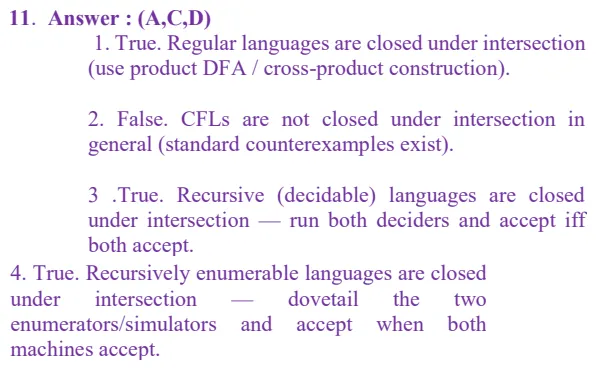 11. Answer : (A,C,D)
1. True. Regular languages are closed under intersection
(use product DFA / cross-product construction).
2. False. CFLs are not closed under intersection in
general (standard counterexamples exist).
3 .True. Recursive (decidable) languages are closed
under intersection — run both deciders and accept iff
both accept.
4. True. Recursively enumerable languages are closed
under intersection — dovetail the two
enumerators/simulators and accept when both
machines accept.